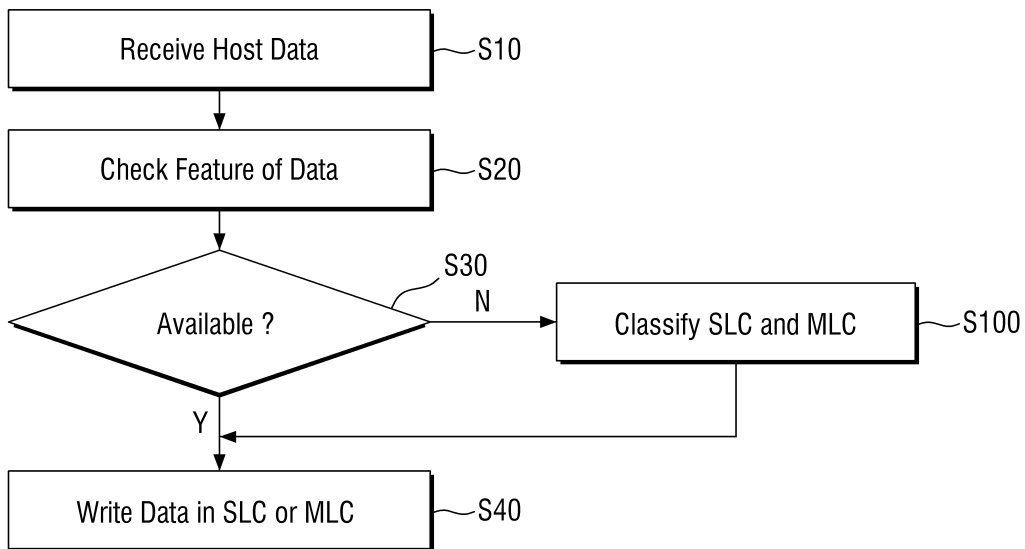 Receive Host Data
S10
Check Feature of Data
S20
S30
Available ?
N
Classify SLC and MLC
S100
Y
Write Data in SLC or MLC
S40